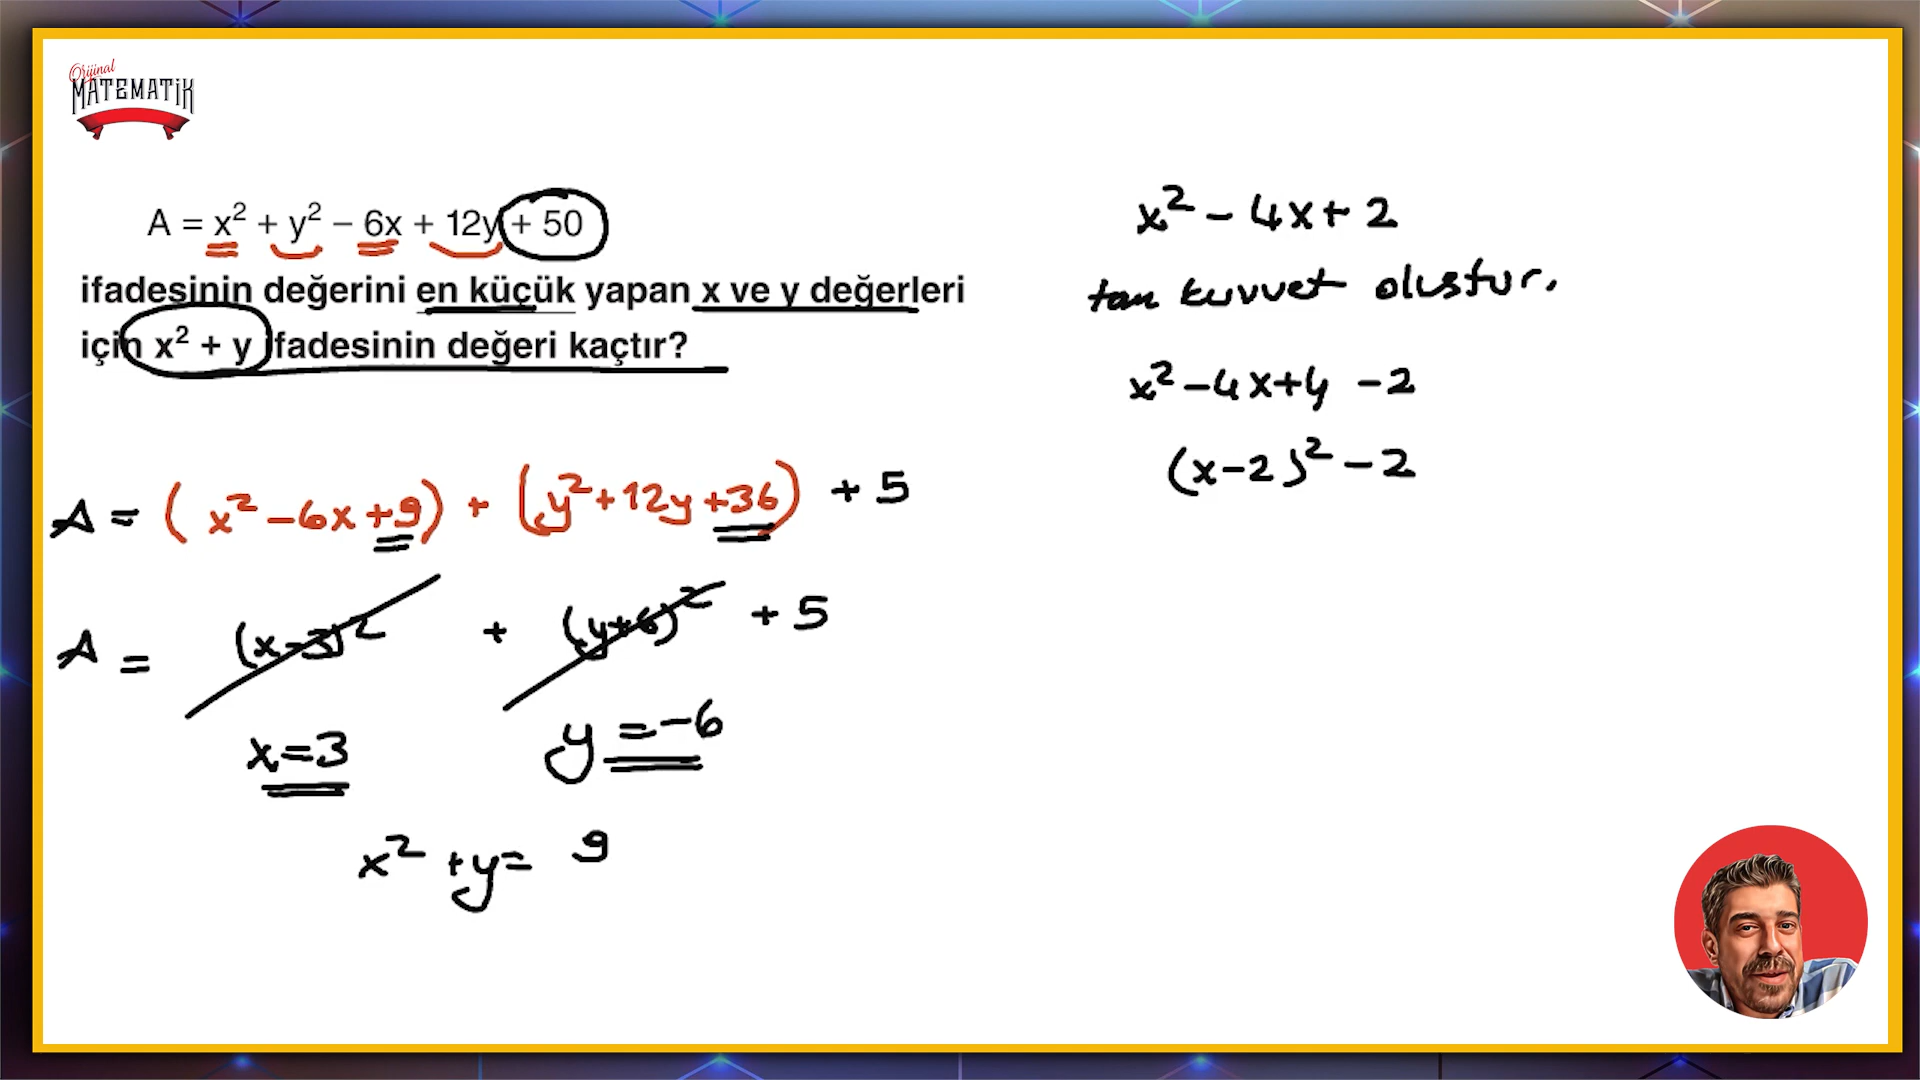 Orijinal
MATEMATİK
A = x² + y² – 6x + 12y + 50
ifadesinin değerini en küçük yapan x ve y değerleri
için x² + y ifadesinin değeri kaçtır?
A = (x² - 6x + 9) + (y² + 12y + 36) + 5
A = (x - 3)² + (y + 6)² + 5
x = 3 y = -6
x² + y = 9
x² - 4x + 2
tam kuvvet oluştur.
x² - 4x + 4 - 2
(x - 2)² - 2